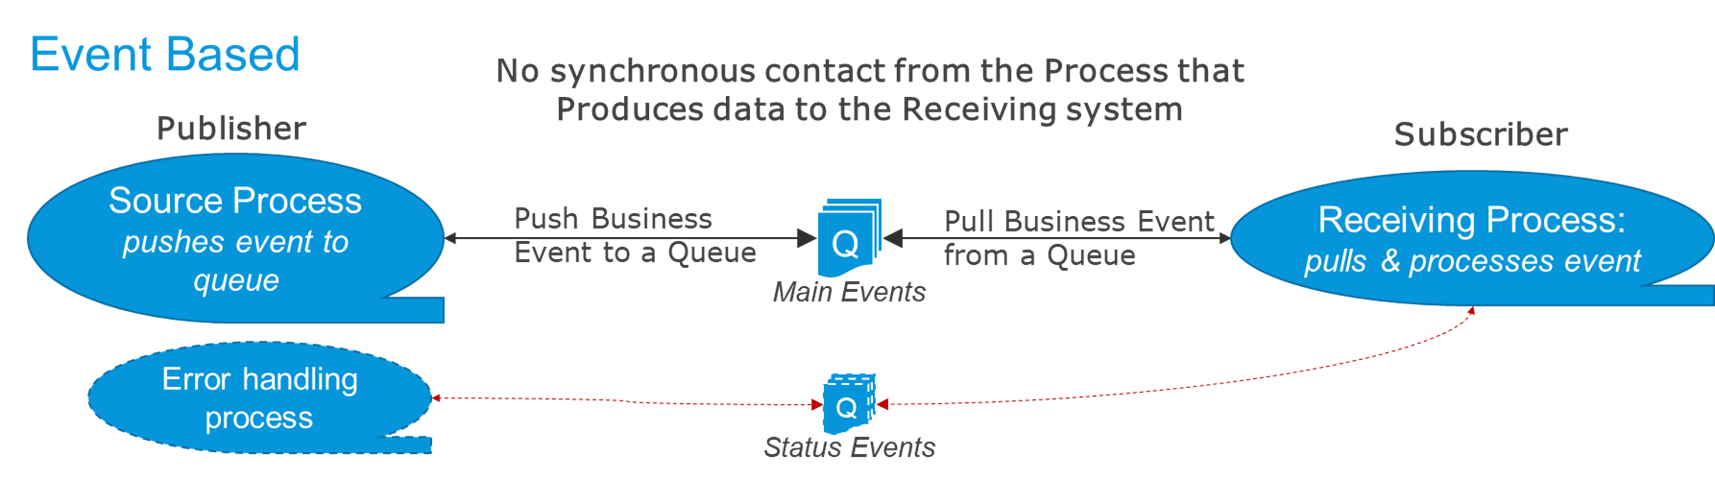 Event Based
No synchronous contact from the Process that
Produces data to the Receiving system
Publisher
Subscriber
Source Process
pushes event to
queue
Push Business
Event to a Queue
Q
Main Events
Pull Business Event
from a Queue
Receiving Process:
pulls & processes event
Error handling
process
Q
Status Events